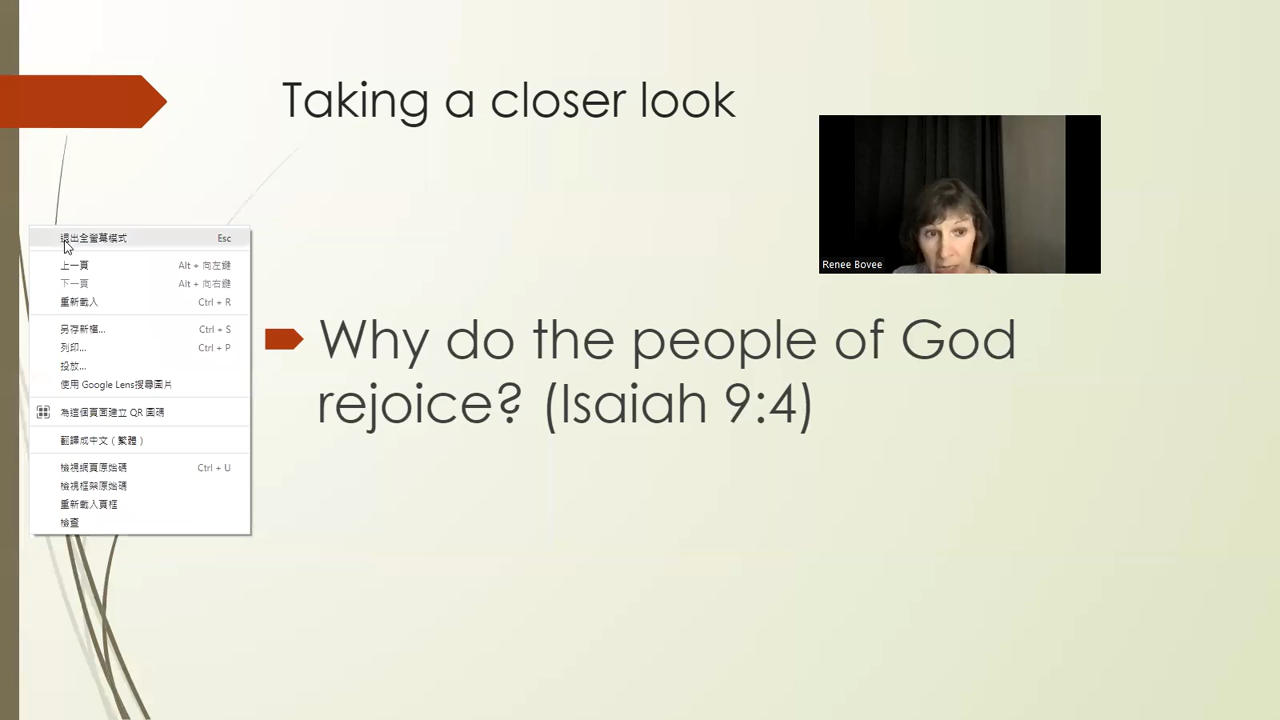 Taking a closer look
Renee Bovee
退出全螢幕模式 Esc
上一頁 Alt + 向左鍵
下一頁 Alt + 向右鍵
重新載入 Ctrl + R
另存新檔... Ctrl + S
列印... Ctrl + P
投放...
使用 Google Lens搜尋圖片
為這個頁面建立 QR 圖碼
翻譯成中文（繁體）
檢視網頁原始碼 Ctrl + U
檢視框架原始碼
重新載入頁框
檢查
Why do the people of God
rejoice? (Isaiah 9:4)